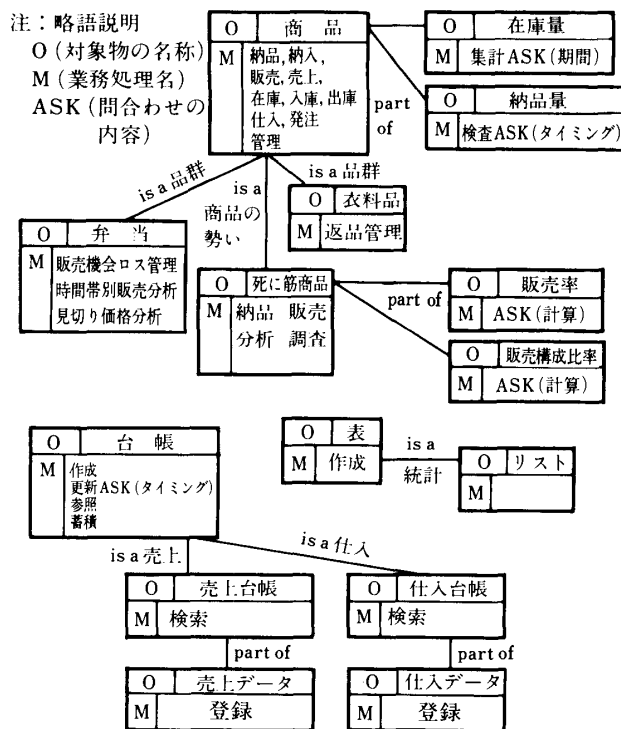 注：略語説明
O（対象物の名称）
M（業務処理名）
ASK（問合わせの
内容）
O 商品
M 納品, 納入,
販売, 売上,
在庫, 入庫, 出庫
仕入, 発注
管理
part
of
O 在庫量
M 集計ASK（期間）
O 納品量
M 検査ASK（タイミング）
is a 品群
is a
商品の
勢い
is a 品群
O 衣料品
M 返品管理
O 弁当
M 販売機会ロス管理
時間帯別販売分析
見切り価格分析
O 死に筋商品
M 納品 販売
分析 調査
part of
O 販売率
M ASK（計算）
O 販売構成比率
M ASK（計算）
O 台帳
M 作成
更新ASK（タイミング）
参照
蓄積
O 表
M 作成
is a
統計
O リスト
M
is a 売上
is a 仕入
O 売上台帳
M 検索
O 仕入台帳
M 検索
part of
part of
O 売上データ
M 登録
O 仕入データ
M 登録